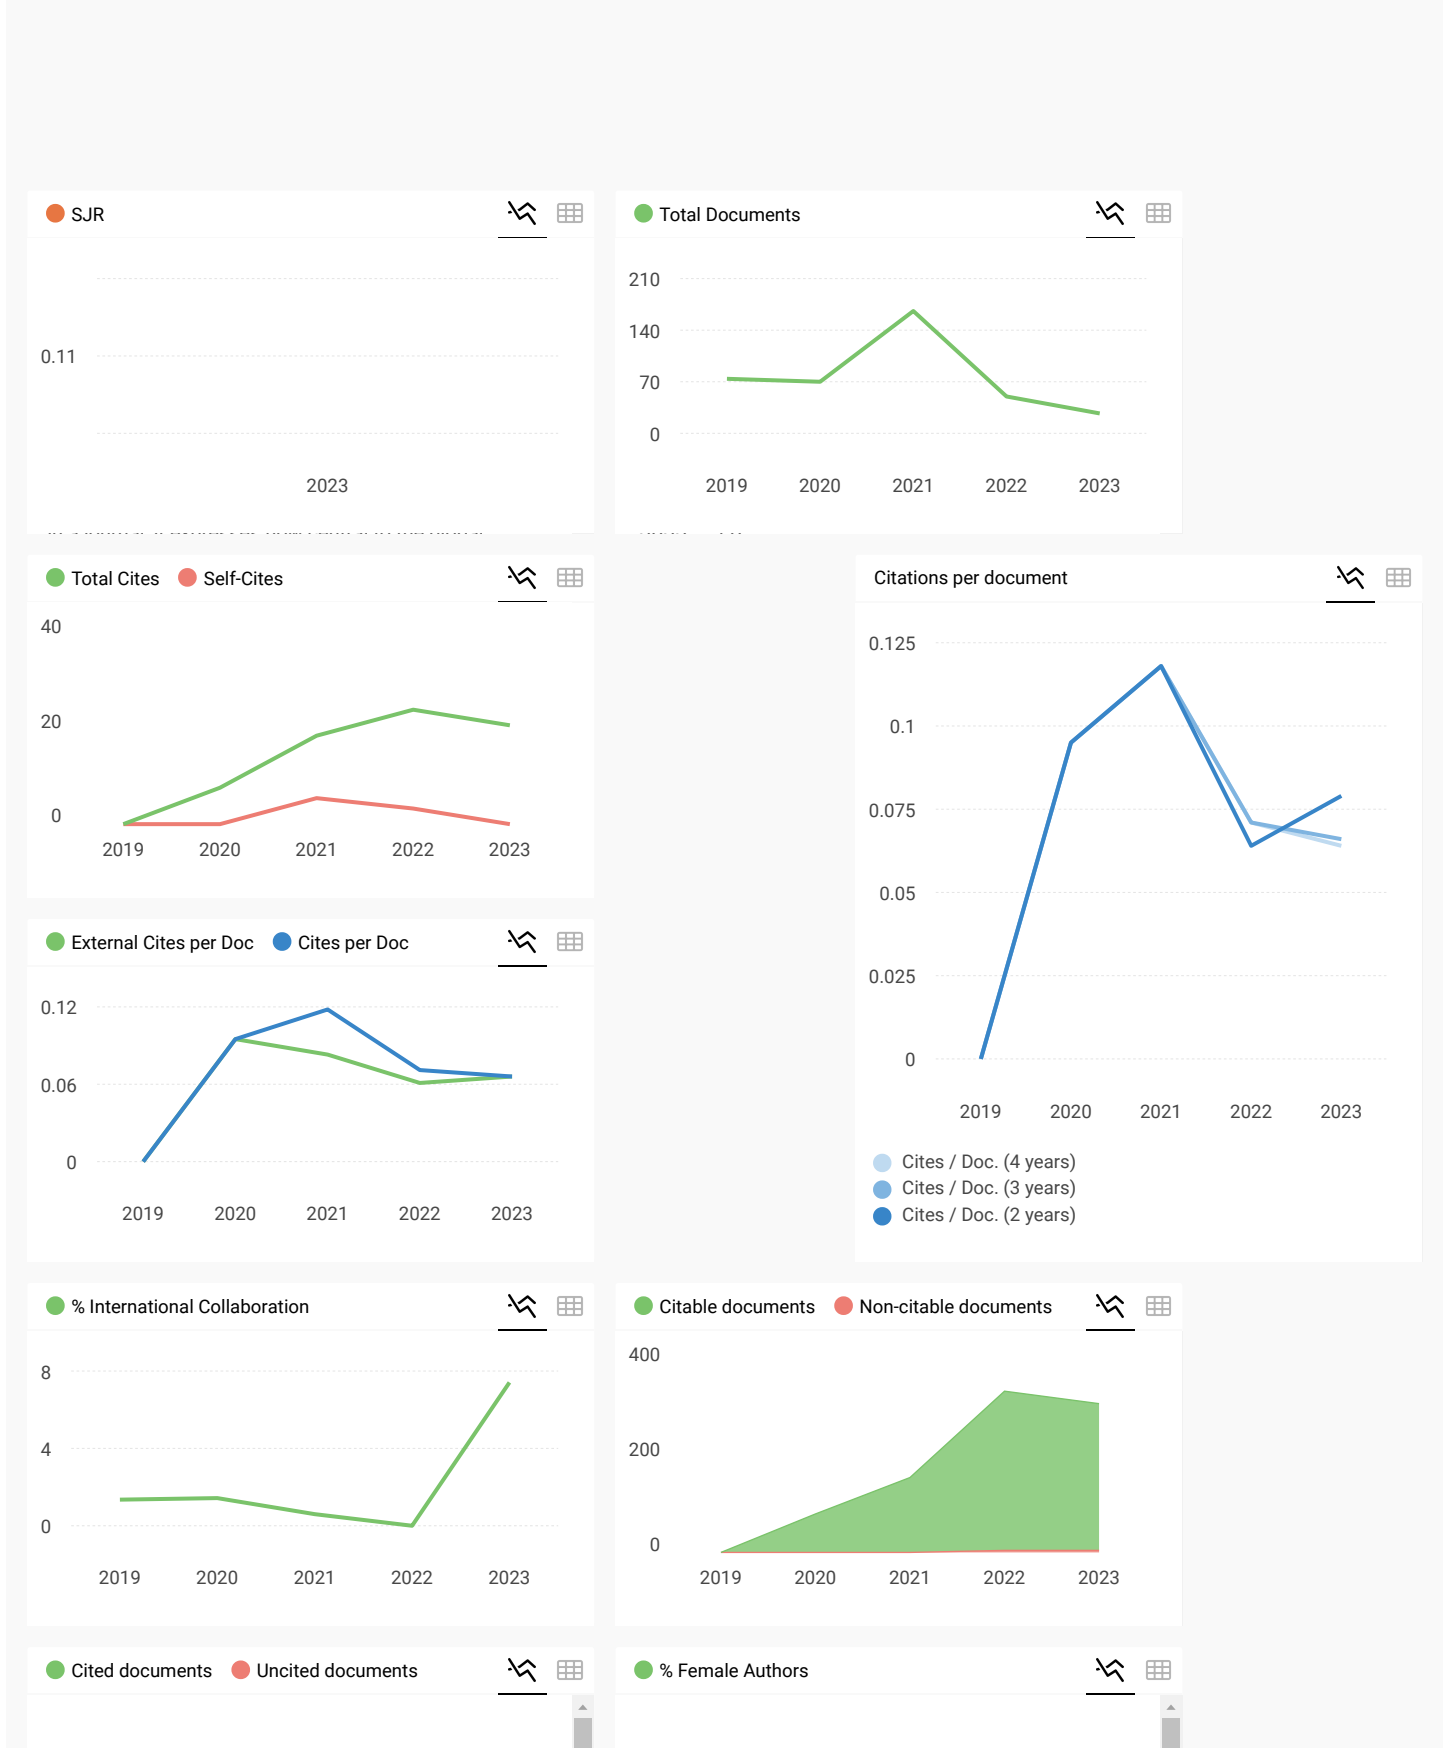 SJR
0.11
2023
Total Documents
210
140
70
0
2019 2020 2021 2022 2023
Total Cites Self-Cites
40
20
0
2019 2020 2021 2022 2023
Citations per document
0.125
0.1
0.075
0.05
0.025
0
2019 2020 2021 2022 2023
Cites / Doc. (4 years)
Cites / Doc. (3 years)
Cites / Doc. (2 years)
External Cites per Doc Cites per Doc
0.12
0.06
0
2019 2020 2021 2022 2023
% International Collaboration
8
4
0
2019 2020 2021 2022 2023
Citable documents Non-citable documents
400
200
0
2019 2020 2021 2022 2023
Cited documents Uncited documents
% Female Authors